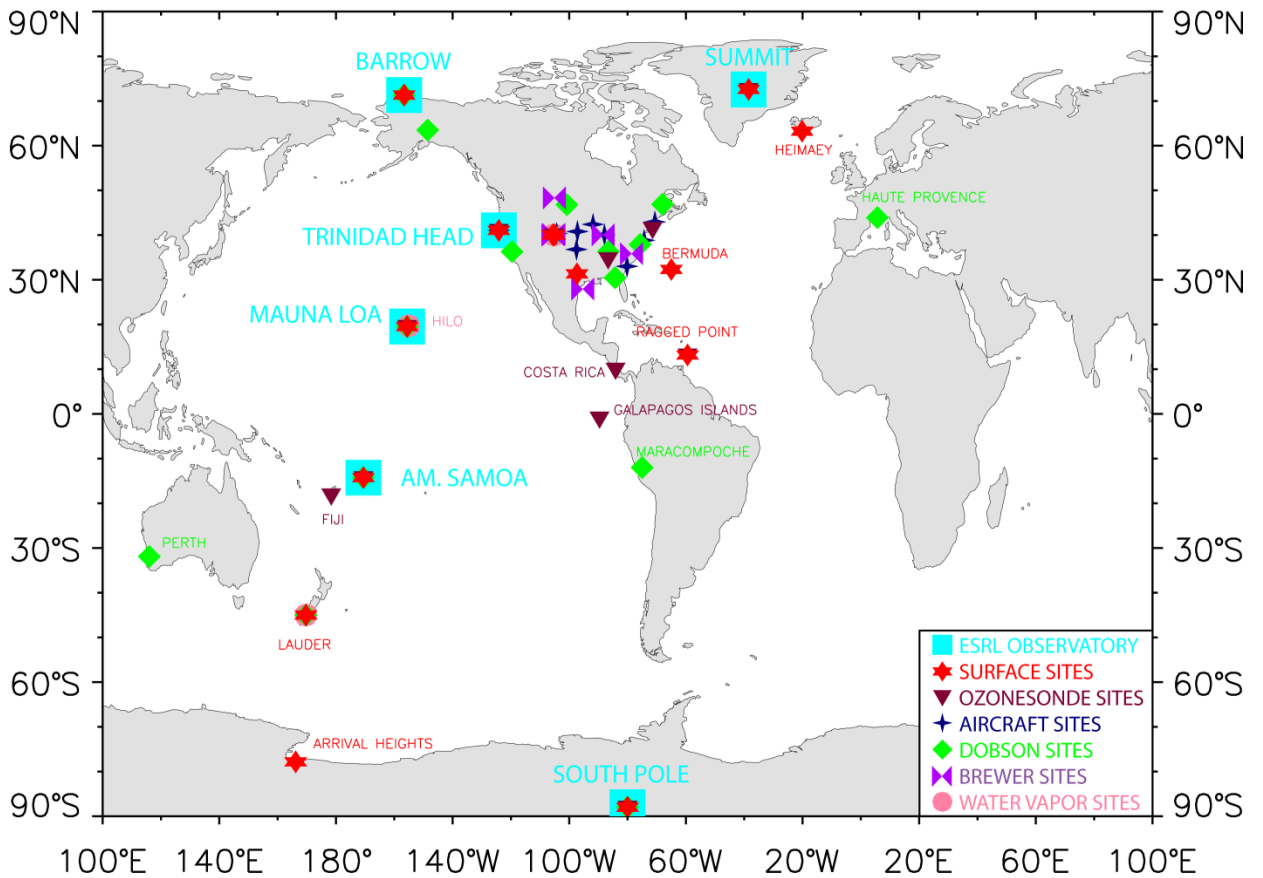 90°N
90°N
SUMMIT
BARROW
60°N
60°N
HEIMAEY
HAUTE PROVENCE
TRINIDAD HEAD
BERMUDA
30°N
30°N
MAUNA LOA
HILO
RAGGED POINT
COSTA RICA
0°
GALAPAGOS ISLANDS
0°
MARACOMPOCHE
AM. SAMOA
FIJI
PERTH
30°S
30°S
LAUDER
ESRL OBSERVATORY
SURFACE SITES
60°S
60°S
OZONESONDE SITES
AIRCRAFT SITES
ARRIVAL HEIGHTS
DOBSON SITES
SOUTH POLE
BREWER SITES
WATER VAPOR SITES
90°S
90°S
100°E 140°E 180° 140°W 100°W 60°W 20°W 20°E 60°E 100°E